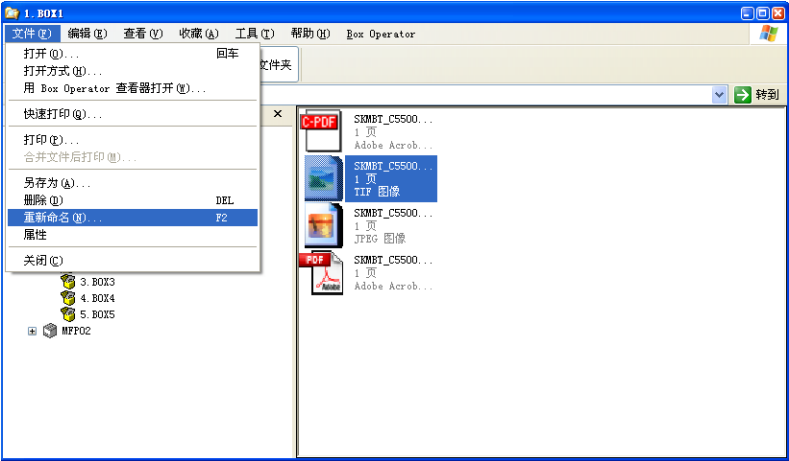 1. BOX1
文件(F) 编辑(E) 查看(V) 收藏(A) 工具(T) 帮助(H) Box Operator
打开(O)... 回车
打开方式(H)...
用 Box Operator 查看器打开(W)...
快速打印(Q)...
打印(P)...
合并文件后打印(M)...
另存为(A)...
删除(D) DEL
重新命名(N)... F2
属性
关闭(C)
文件夹
转到
3. BOX3
4. BOX4
5. BOX5
MFP02
C-PDF
SKMBT_C5500...
1 页
Adobe Acrob...
SKMBT_C5500...
1 页
TIF 图像
SKMBT_C5500...
1 页
JPEG 图像
PDF
Adobe
SKMBT_C5500...
1 页
Adobe Acrob...